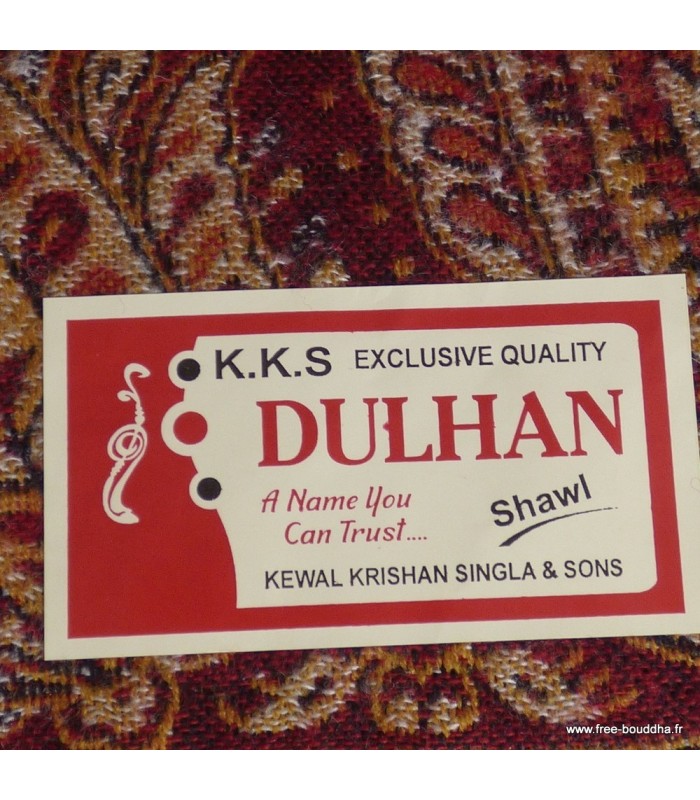 K.K.S EXCLUSIVE QUALITY
DULHAN
A Name You
Can Trust....
Shawl
KEWAL KRISHAN SINGLA & SONS
www.free-bouddha.fr